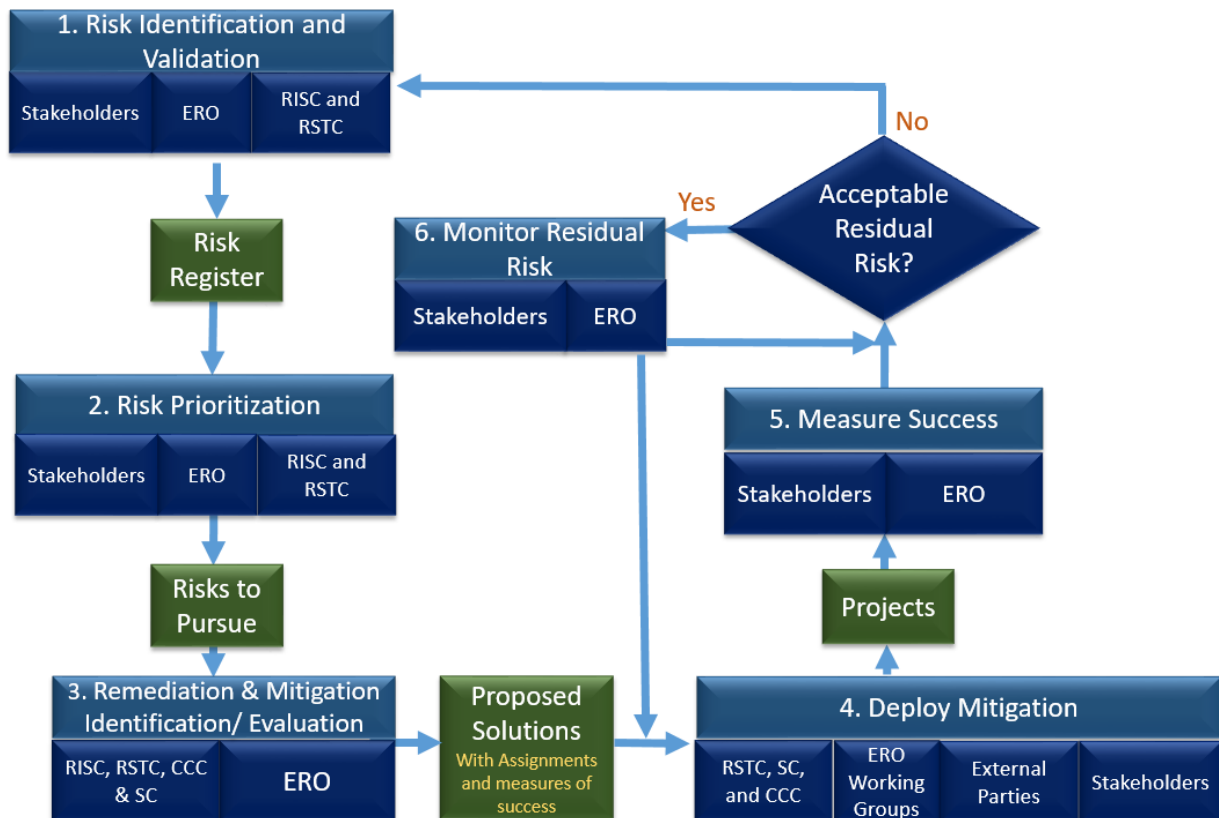 1. Risk Identification and
Validation
Stakeholders
ERO
RISC and
RSTC
Risk
Register
2. Risk Prioritization
Stakeholders
ERO
RISC and
RSTC
Risks to
Pursue
3. Remediation & Mitigation
Identification/ Evaluation
RISC, RSTC, CCC
& SC
ERO
Proposed
Solutions
With Assignments
and measures of
success
4. Deploy Mitigation
RSTC, SC,
and CCC
ERO
Working
Groups
External
Parties
Stakeholders
Projects
5. Measure Success
Stakeholders
ERO
Acceptable
Residual
Risk?
No
Yes
6. Monitor Residual
Risk
Stakeholders
ERO